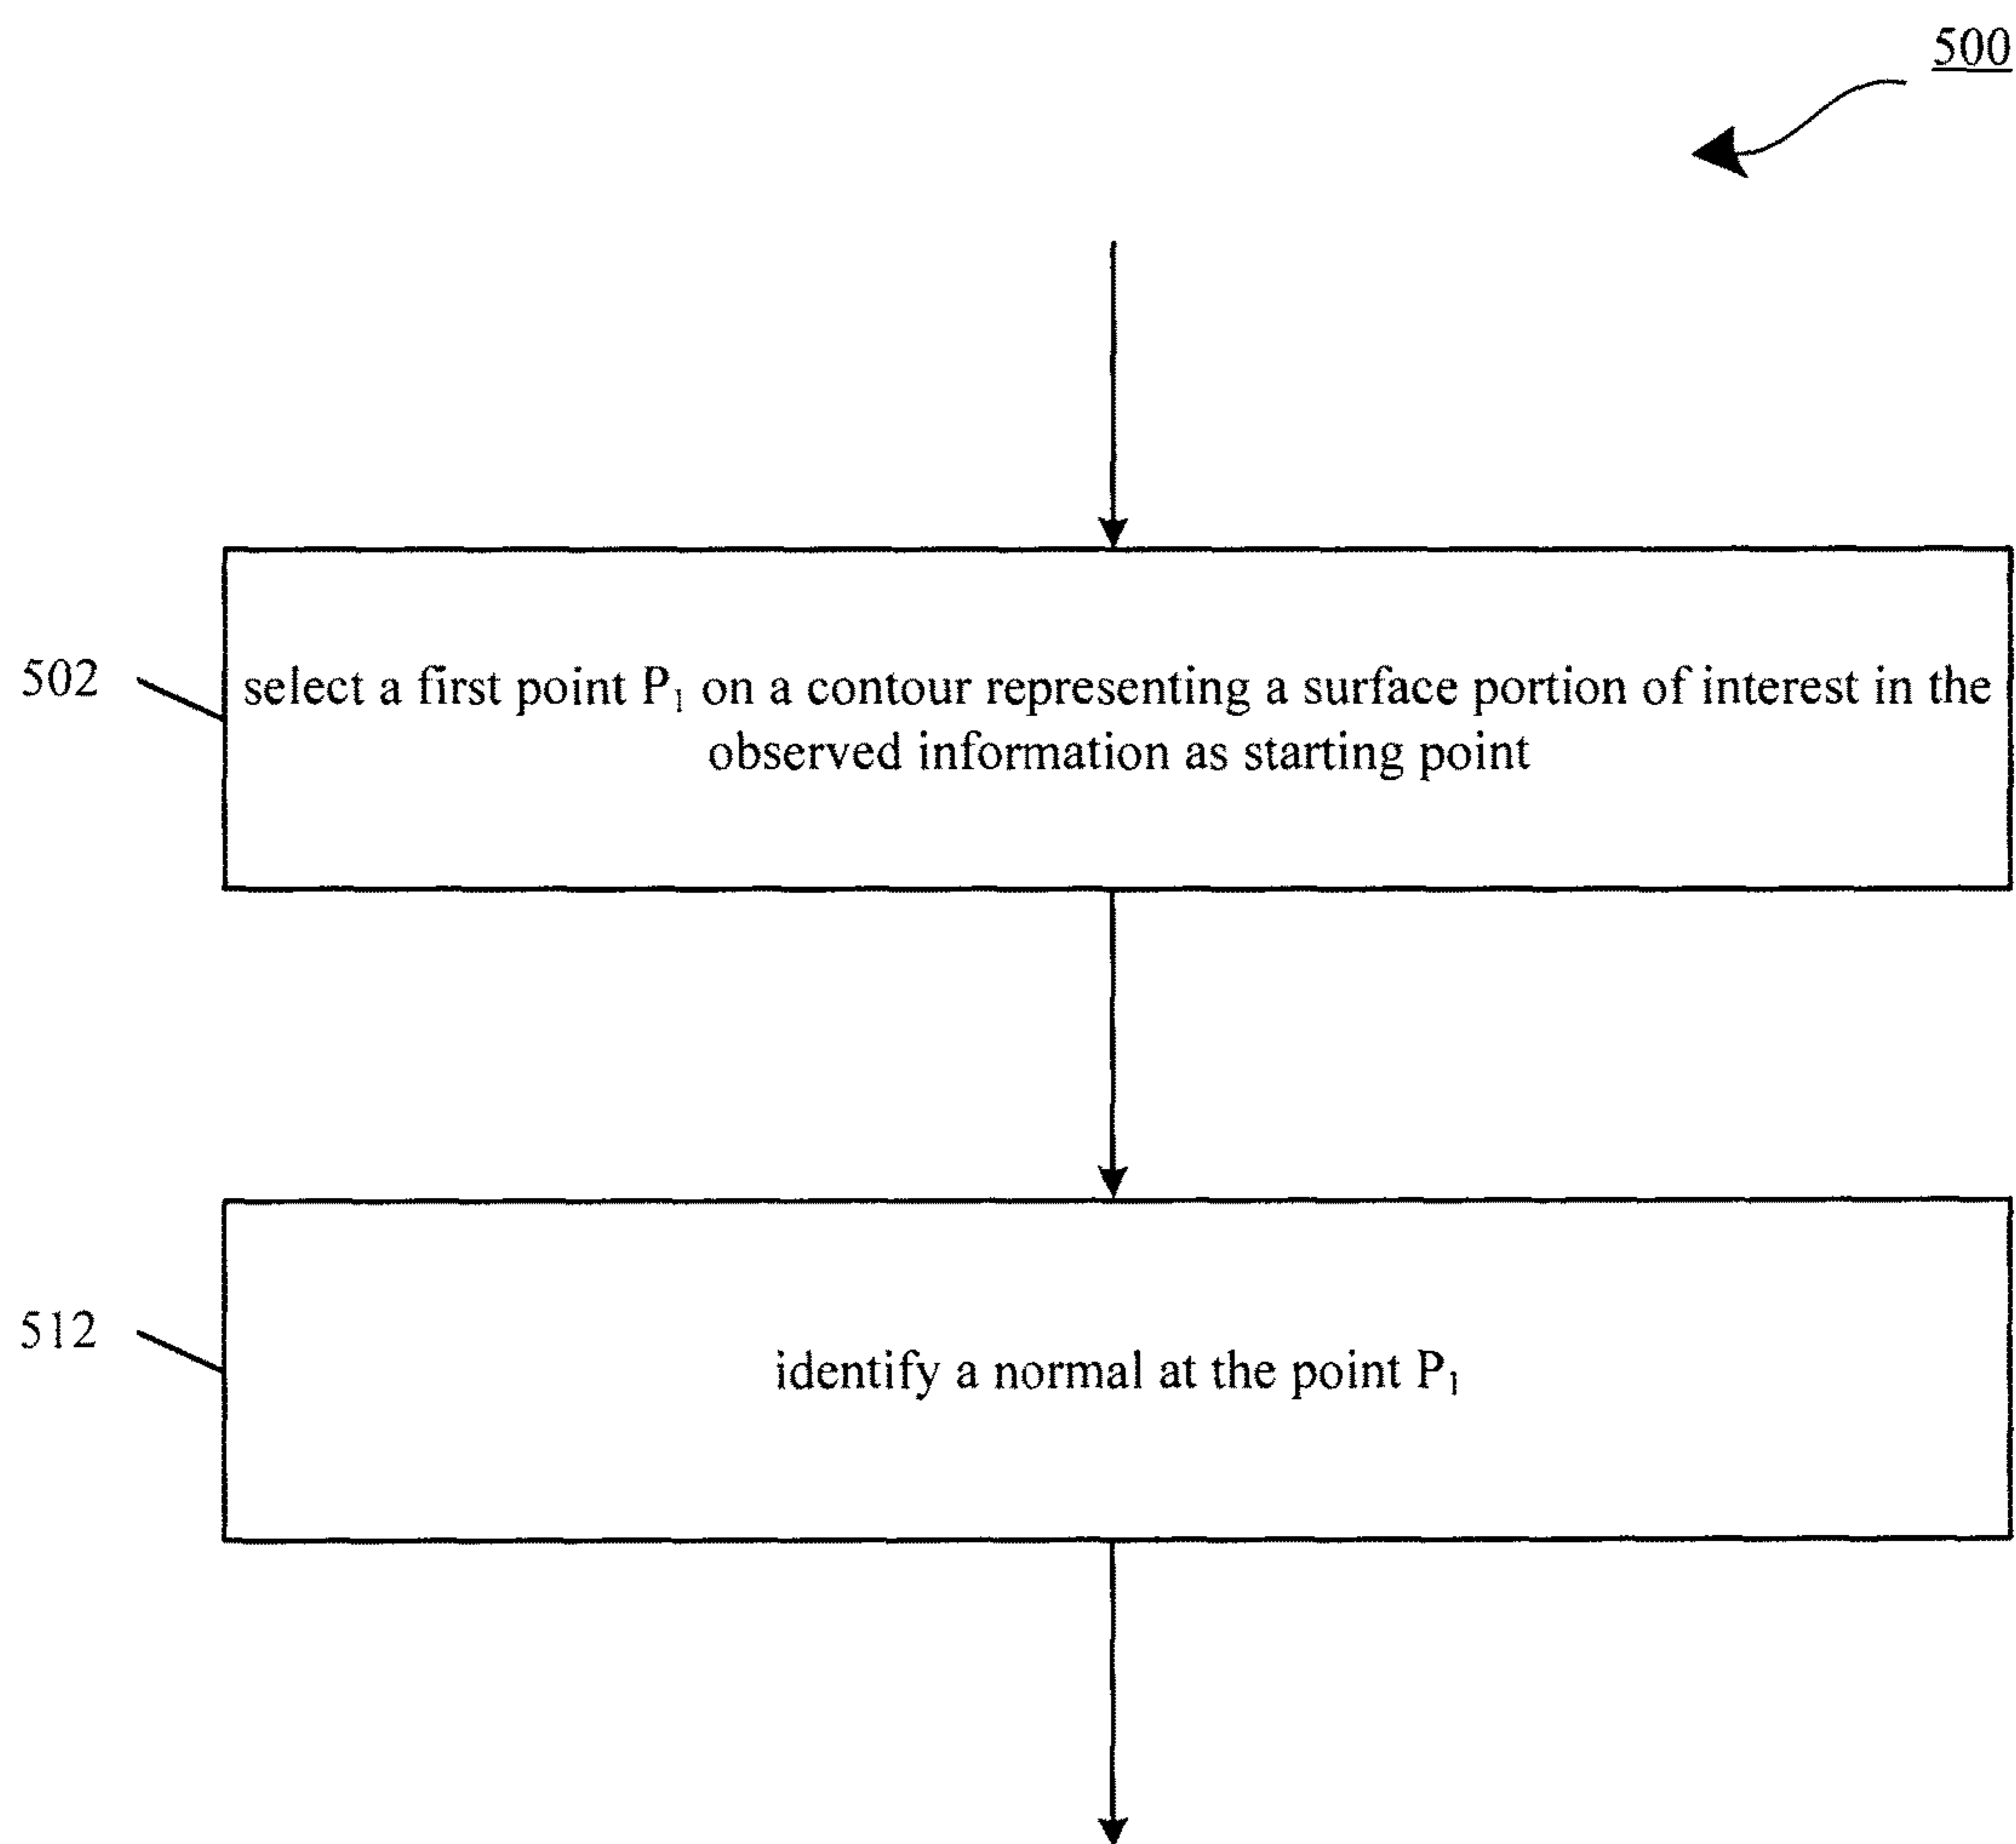 500
502
select a first point P₁ on a contour representing a surface portion of interest in the
observed information as starting point
512
identify a normal at the point P₁